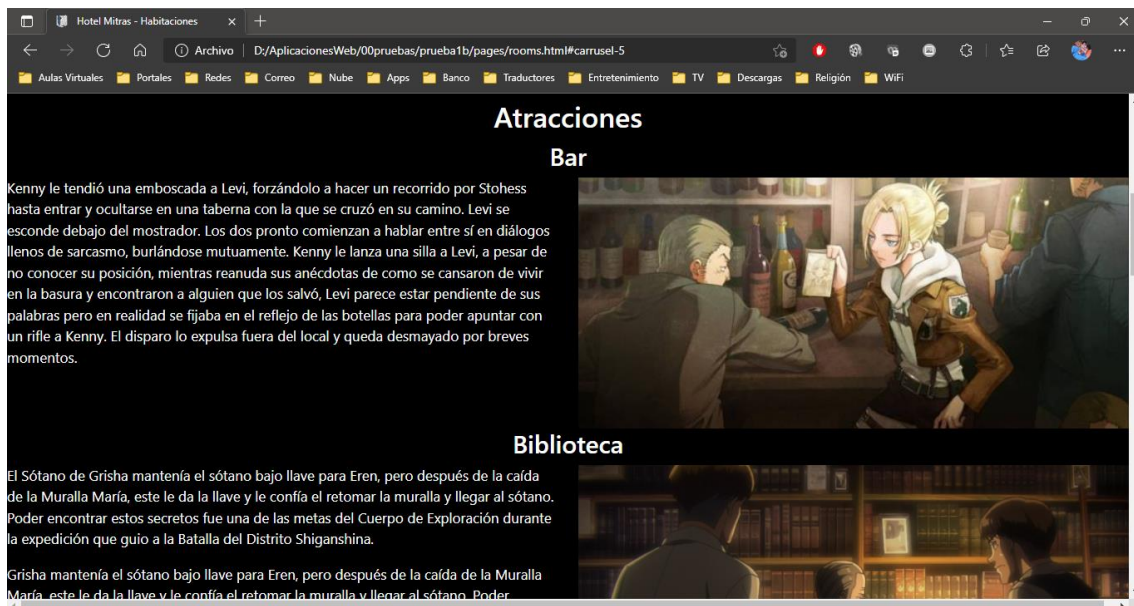 Hotel Mitras - Habitaciones
Archivo
D:/AplicacionesWeb/00pruebas/prueba1b/pages/rooms.html#carrusel-5
Aulas Virtuales Portales Redes Correo Nube Apps Banco Traductores Entretenimiento TV Descargas Religión WiFi
Atracciones
Bar
Kenny le tendió una emboscada a Levi, forzándolo a hacer un recorrido por Stohess
hasta entrar y ocultarse en una taberna con la que se cruzó en su camino. Levi se
esconde debajo del mostrador. Los dos pronto comienzan a hablar entre sí en diálogos
llenos de sarcasmo, burlándose mutuamente. Kenny le lanza una silla a Levi, a pesar de
no conocer su posición, mientras reanuda sus anécdotas de como se cansaron de vivir
en la basura y encontraron a alguien que los salvó, Levi parece estar pendiente de sus
palabras pero en realidad se fijaba en el reflejo de las botellas para poder apuntar con
un rifle a Kenny. El disparo lo expulsa fuera del local y queda desmayado por breves
momentos.
Biblioteca
El Sótano de Grisha mantenía el sótano bajo llave para Eren, pero después de la caída
de la Muralla María, este le da la llave y le confía el retomar la muralla y llegar al sótano.
Poder encontrar estos secretos fue una de las metas del Cuerpo de Exploración durante
la expedición que guio a la Batalla del Distrito Shiganshina.
Grisha mantenía el sótano bajo llave para Eren, pero después de la caída de la Muralla
María, este le da la llave y le confía el retomar la muralla y llegar al sótano. Poder